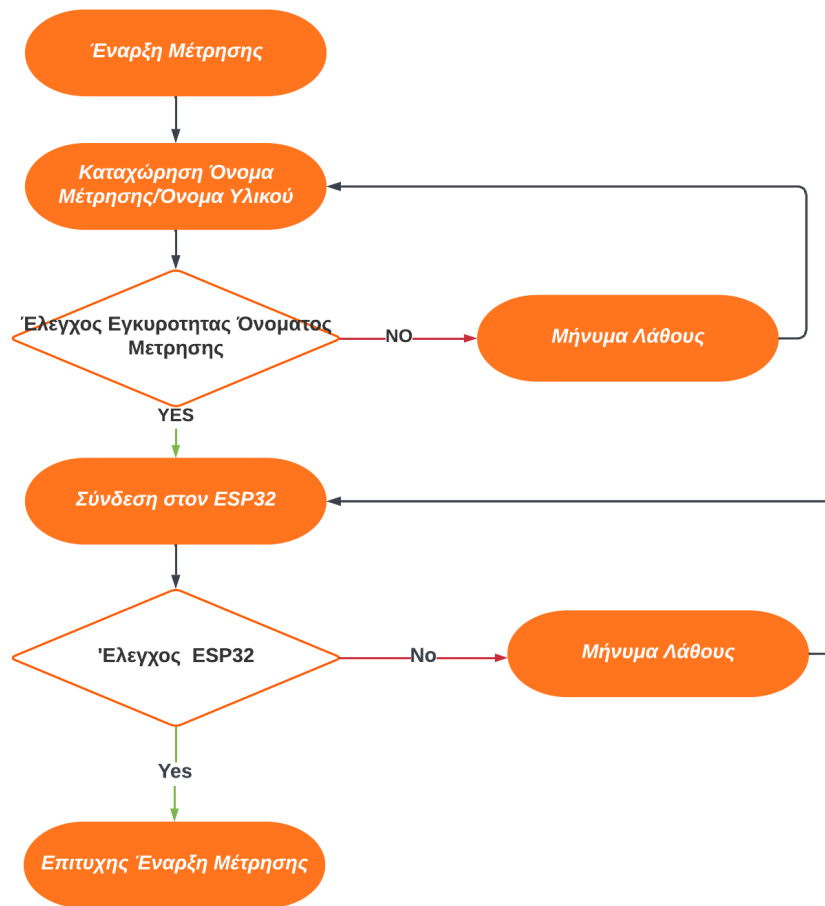 Έναρξη Μέτρησης
Καταχώρηση Όνομα
Μέτρησης/Όνομα Υλικού
Έλεγχος Εγκυροτητας Όνοματος
Μετρησης
NO
Μήνυμα Λάθους
YES
Σύνδεση στον ESP32
'Ελεγχος  ESP32
No
Μήνυμα Λάθους
Yes
Επιτυχης Έναρξη Μέτρησης